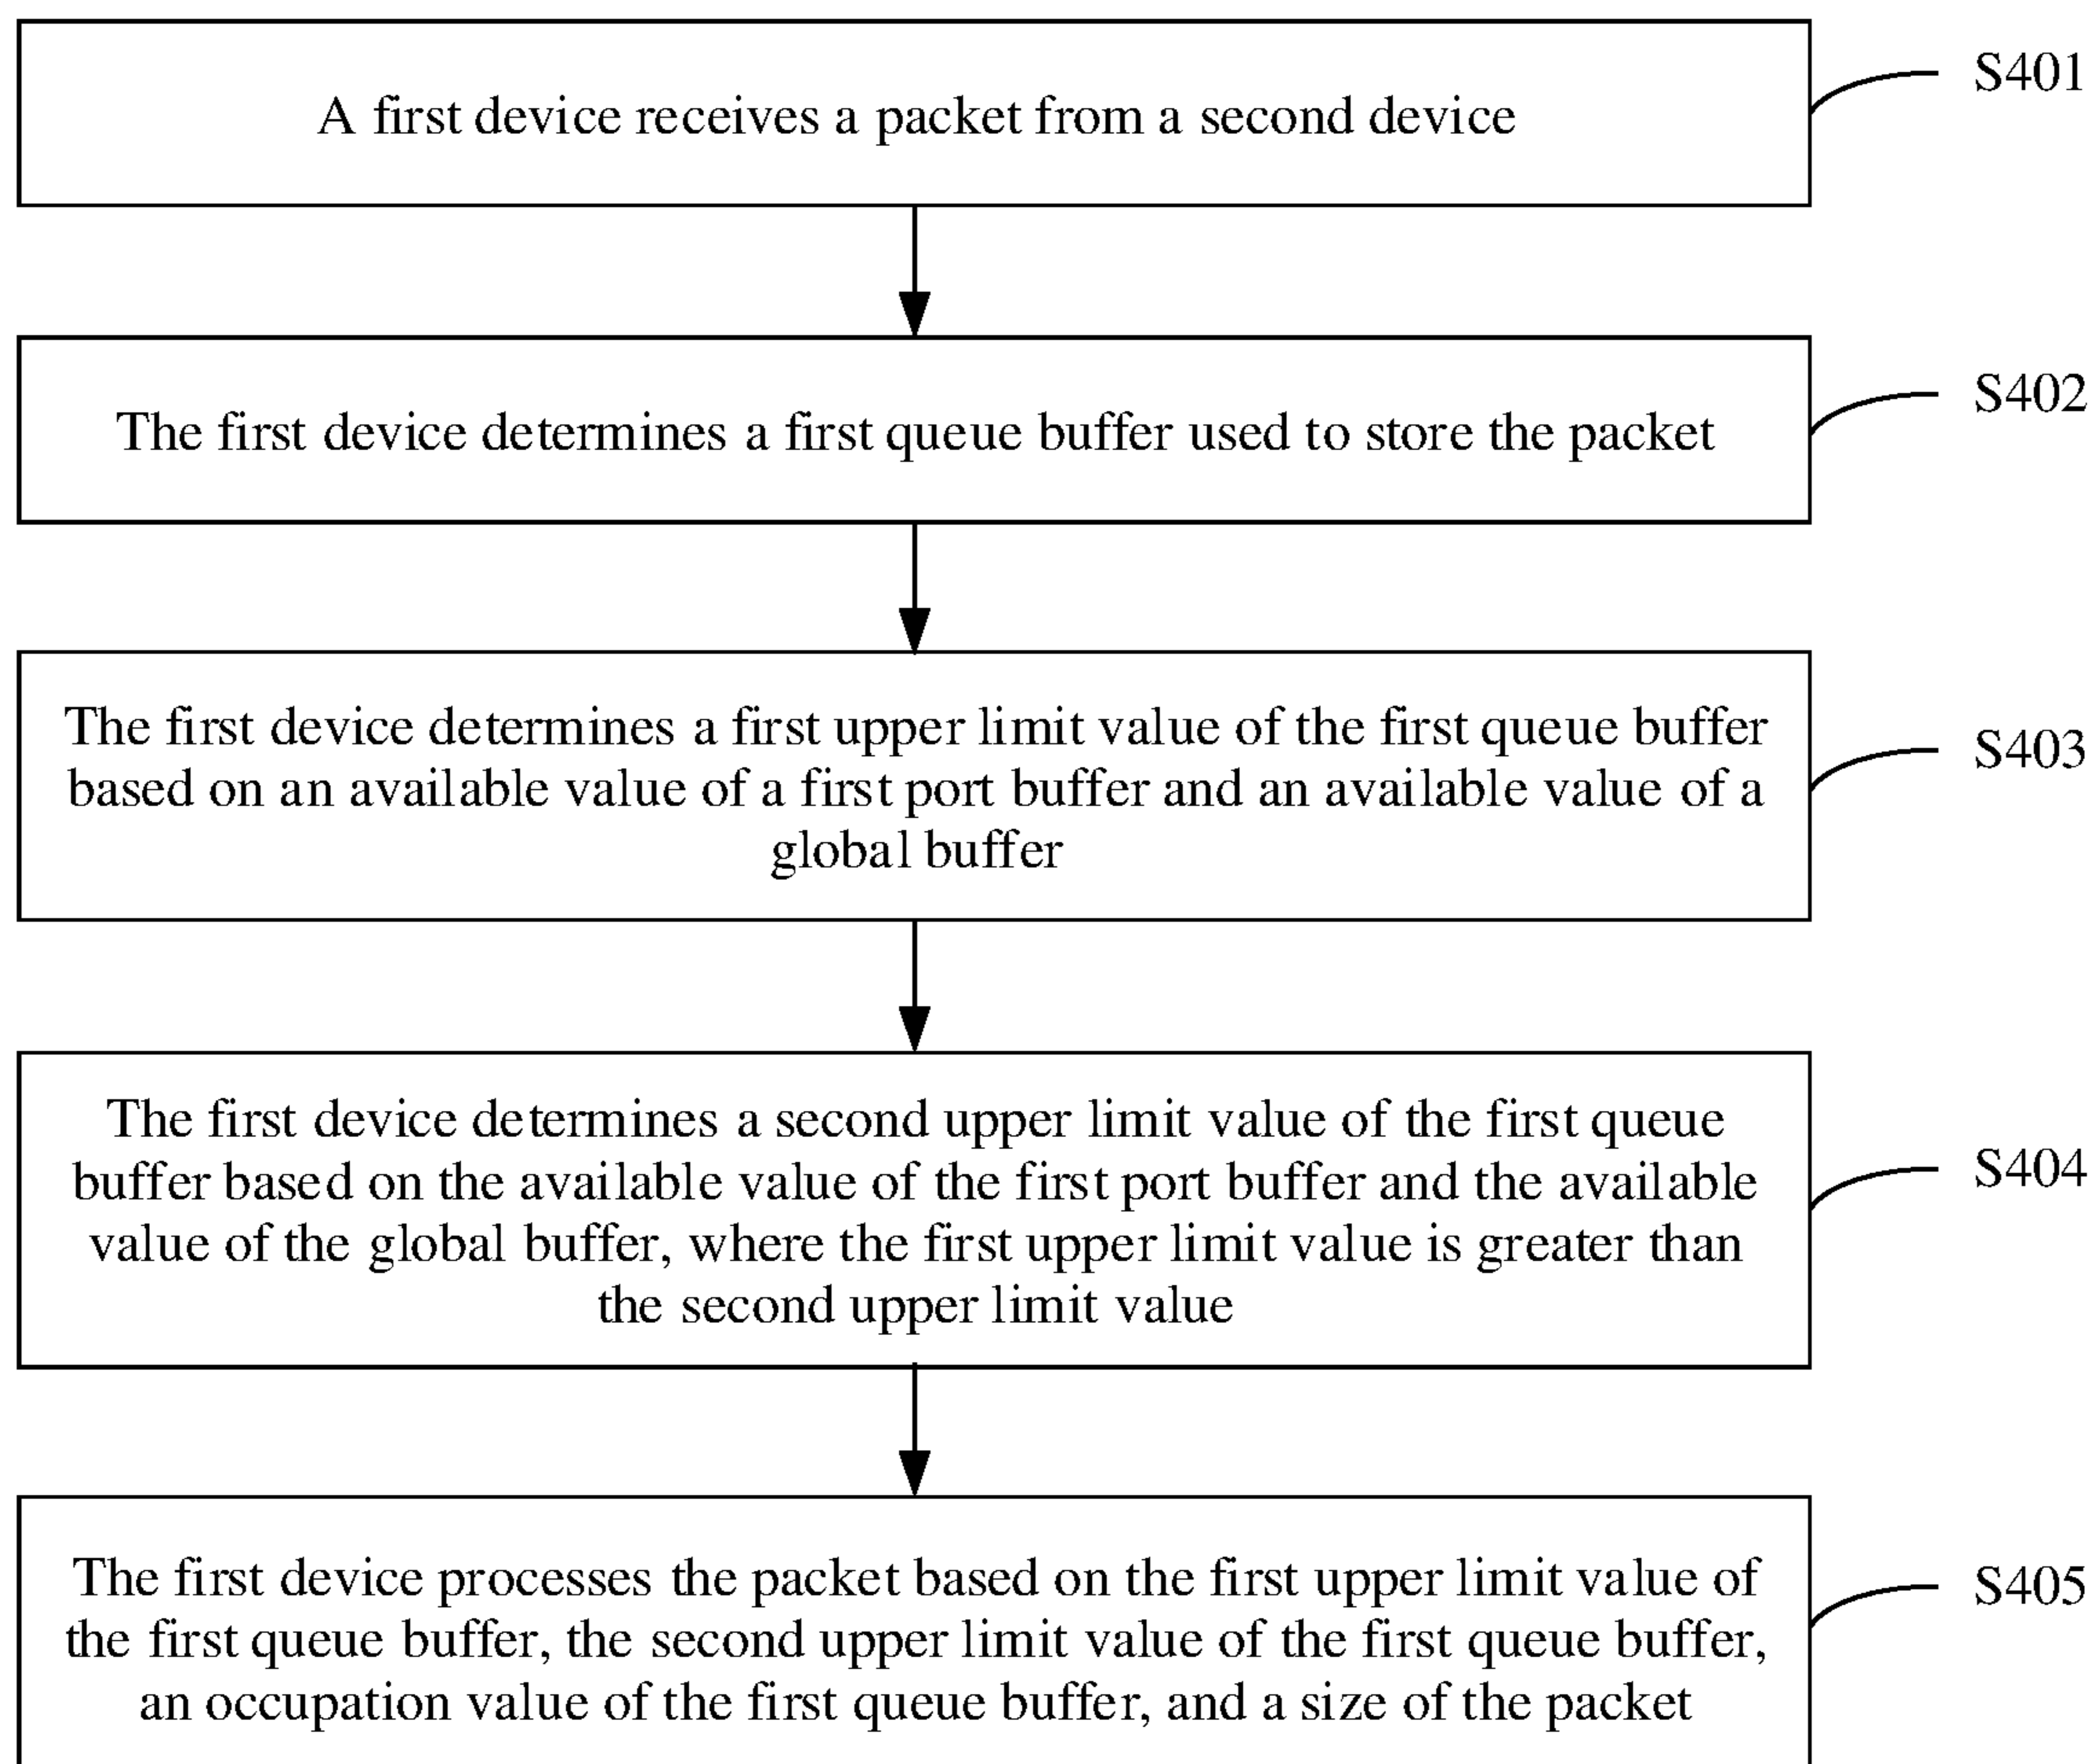 A first device receives a packet from a second device
S401
The first device determines a first queue buffer used to store the packet
S402
The first device determines a first upper limit value of the first queue buffer
based on an available value of a first port buffer and an available value of a
global buffer
S403
The first device determines a second upper limit value of the first queue
buffer based on the available value of the first port buffer and the available
value of the global buffer, where the first upper limit value is greater than
the second upper limit value
S404
The first device processes the packet based on the first upper limit value of
the first queue buffer, the second upper limit value of the first queue buffer,
an occupation value of the first queue buffer, and a size of the packet
S405